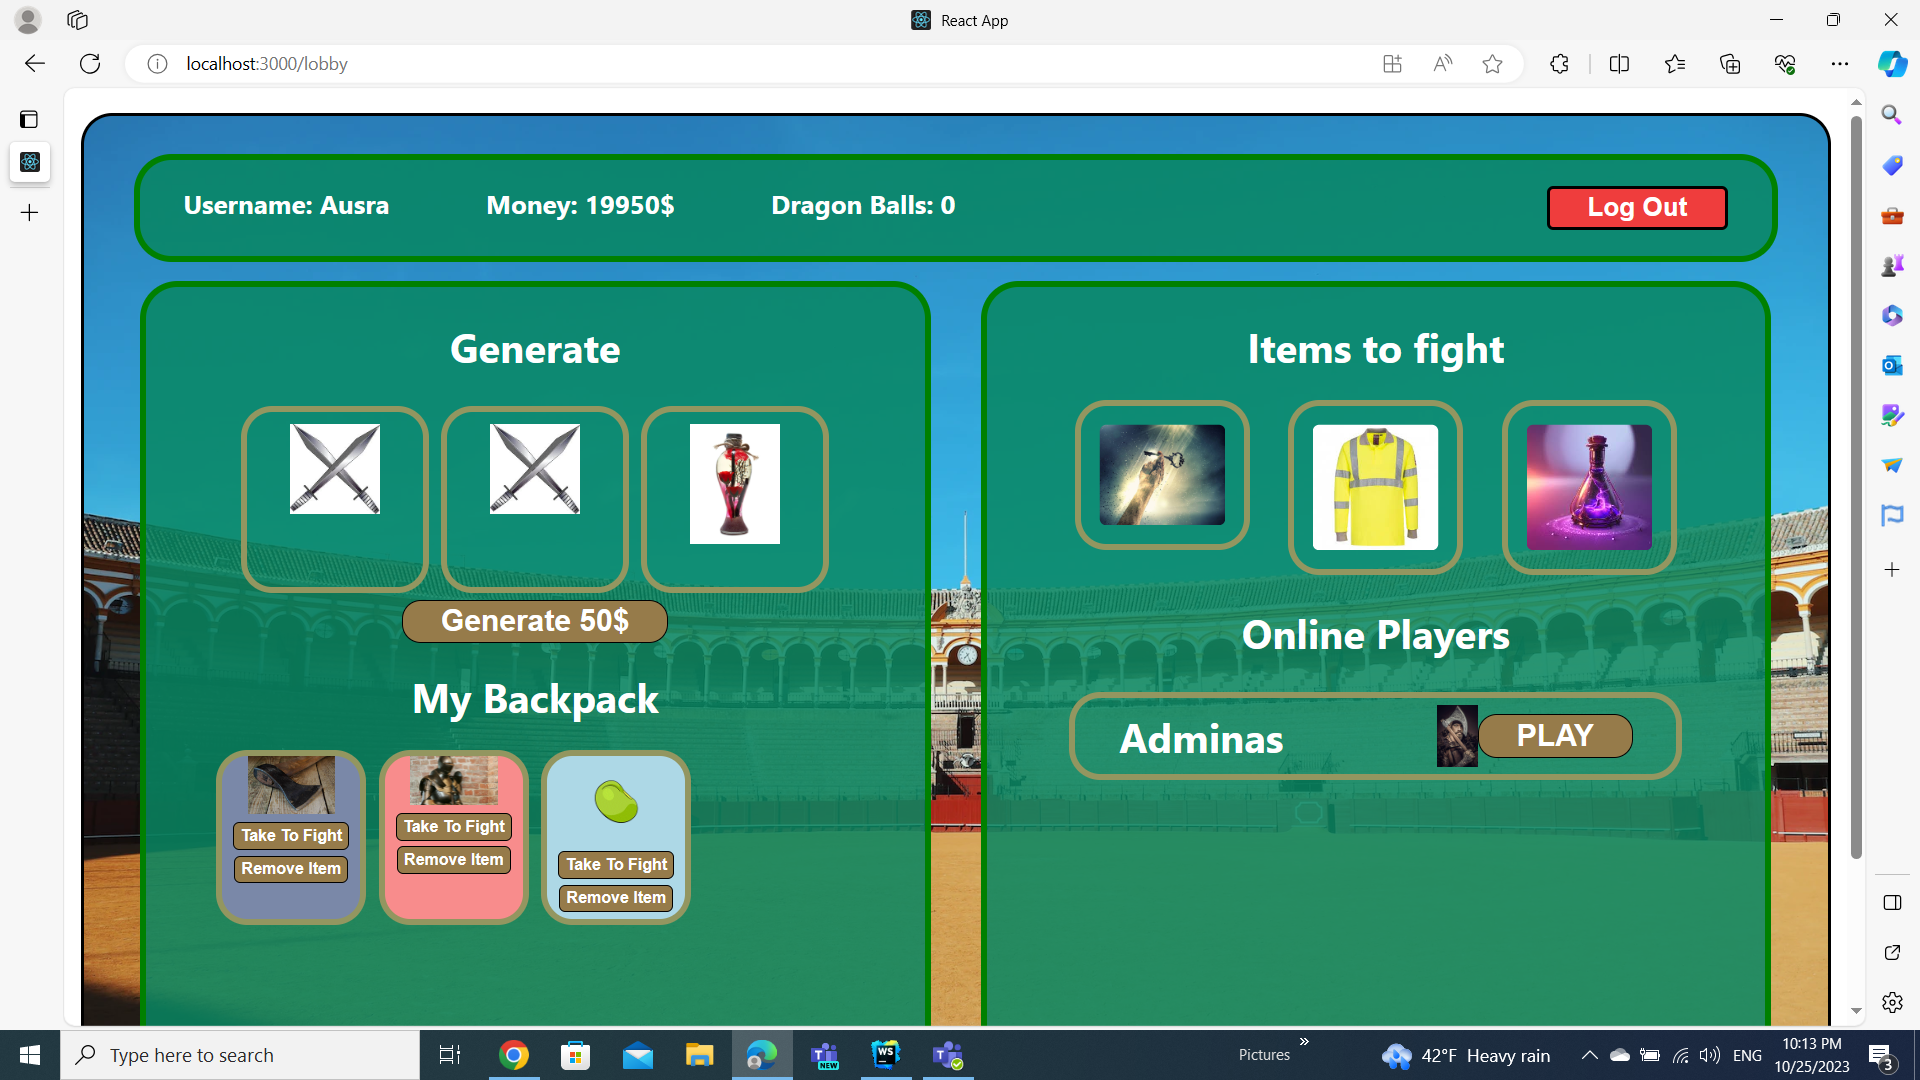 React App
localhost:3000/lobby
Username: Ausra
Money: 19950$
Dragon Balls: 0
Log Out
Generate
Items to fight
Generate 50$
Online Players
My Backpack
Adminas
PLAY
Take To Fight
Remove Item
Take To Fight
Remove Item
Take To Fight
Remove Item
Type here to search
NEW
WS
Pictures
42°F Heavy rain
ENG
10:13 PM
10/25/2023
3